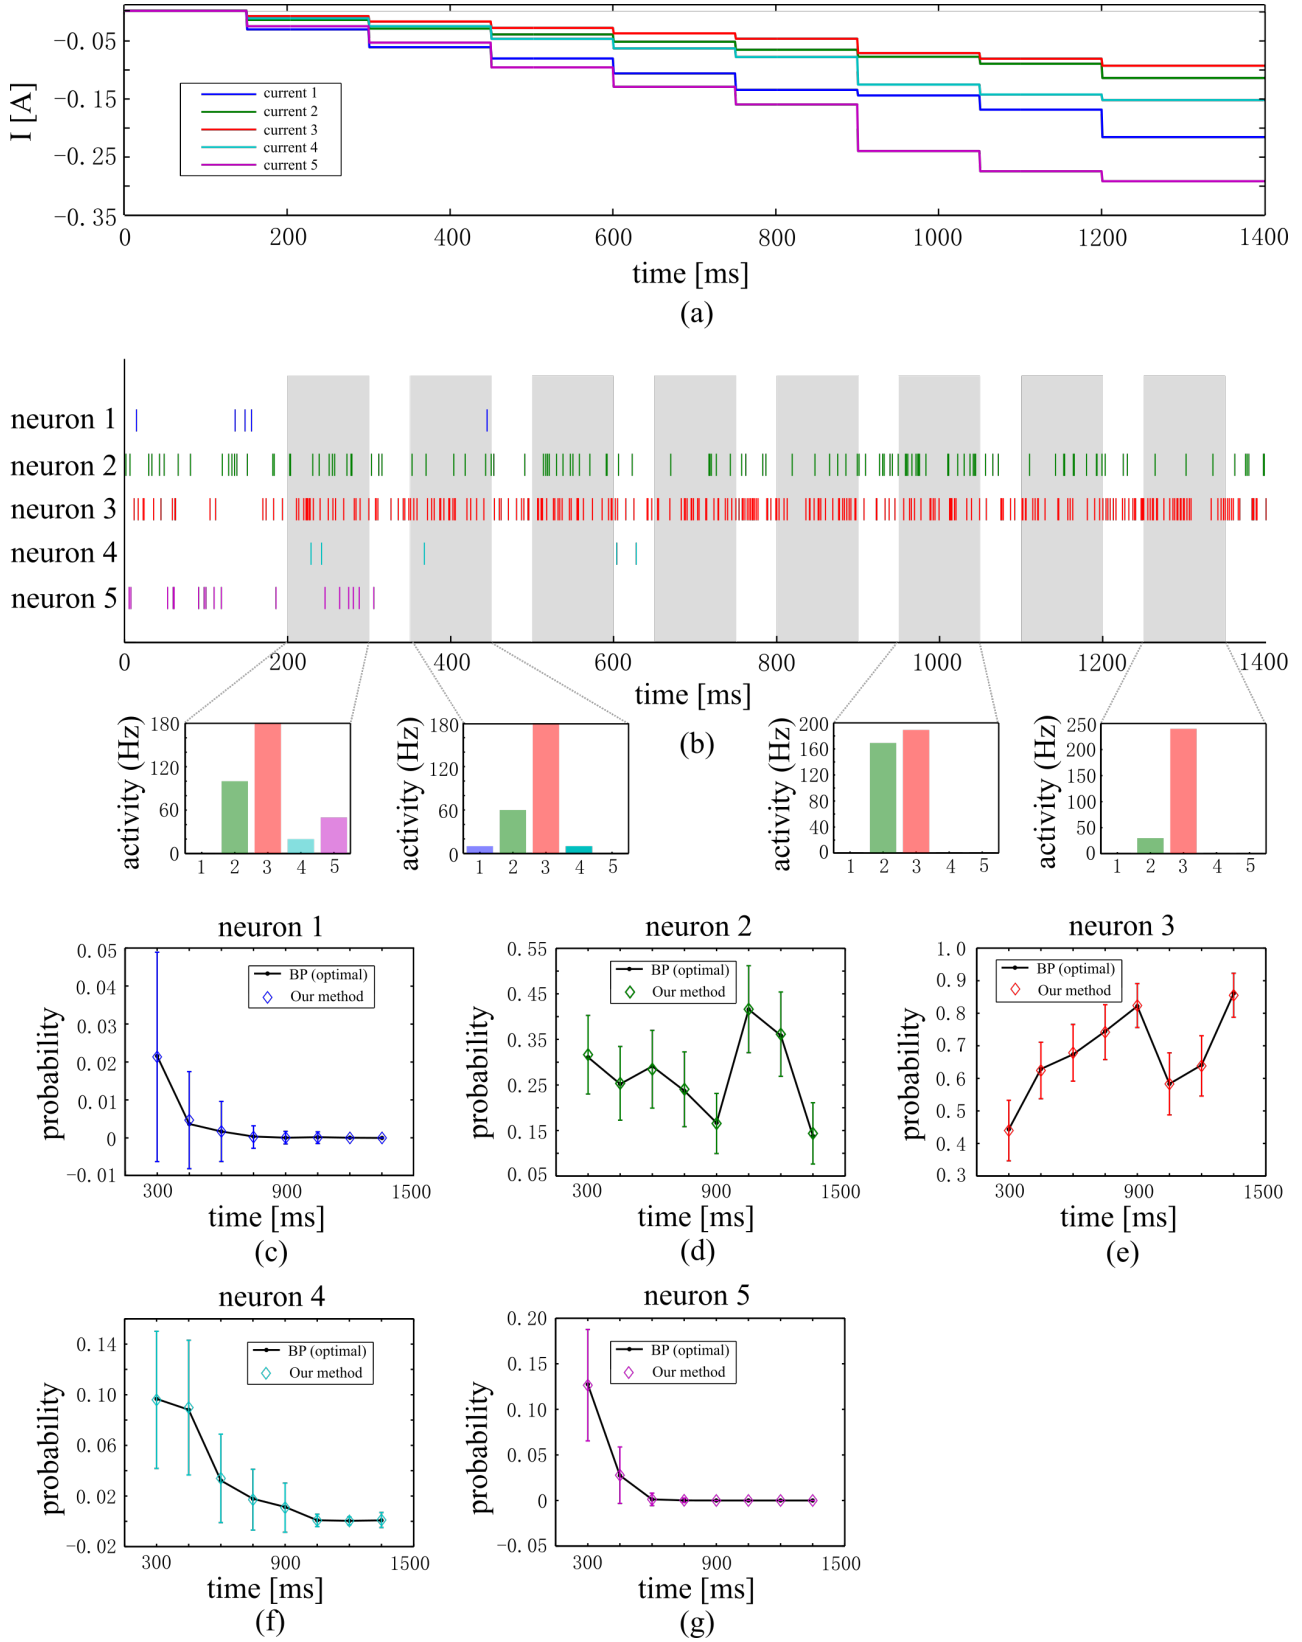 −0.05
−0.15
−0.25
−0.35
I [A]
current 1
current 2
current 3
current 4
current 5
0 200 400 600 800 1000 1200 1400
time [ms]
(a)
neuron 1
neuron 2
neuron 3
neuron 4
neuron 5
0 200 400 600 800 1000 1200 1400
time [ms]
(b)
activity (Hz)
180
120
60
0
1 2 3 4 5
activity (Hz)
180
120
60
0
1 2 3 4 5
activity (Hz)
200
160
120
80
40
0
1 2 3 4 5
activity (Hz)
250
200
150
100
50
0
1 2 3 4 5
neuron 1
probability
0.05
0.04
0.03
0.02
0.01
0
−0.01
BP (optimal)
Our method
300 900 1500
time [ms]
(c)
neuron 2
probability
0.55
0.45
0.35
0.25
0.15
0.05
BP (optimal)
Our method
300 900 1500
time [ms]
(d)
neuron 3
probability
1.0
0.9
0.8
0.7
0.6
0.5
0.4
0.3
BP (optimal)
Our method
300 900 1500
time [ms]
(e)
neuron 4
probability
0.14
0.10
0.06
0.02
−0.02
BP (optimal)
Our method
300 900 1500
time [ms]
(f)
neuron 5
probability
0.20
0.15
0.10
0.05
0
−0.05
BP (optimal)
Our method
300 900 1500
time [ms]
(g)